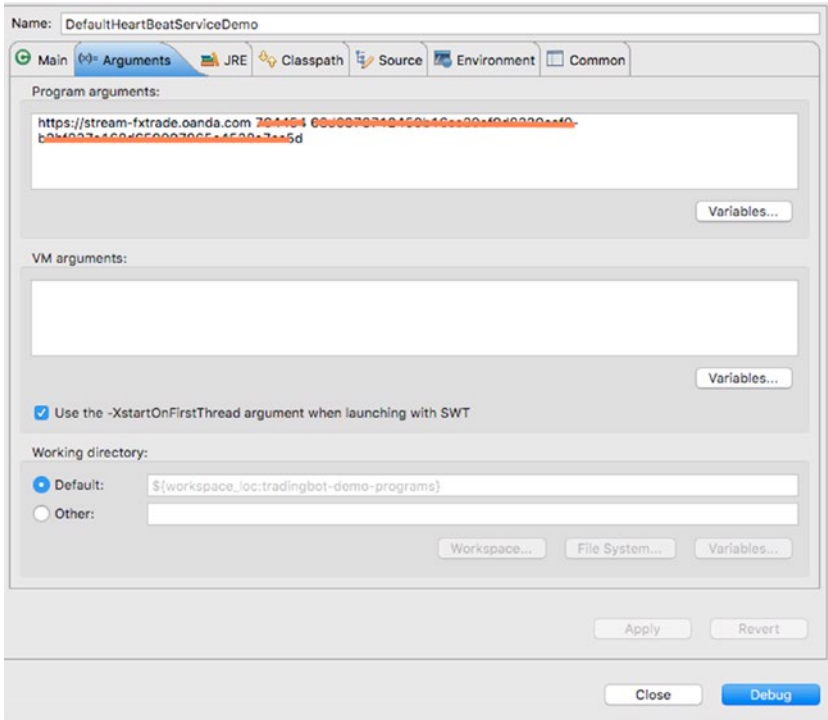 Name: DefaultHeartBeatServiceDemo
Main (x)= Arguments JRE Classpath Source Environment Common
Program arguments:
https://stream-fxtrade.oanda.com
Variables...
VM arguments:
Variables...
Use the -XstartOnFirstThread argument when launching with SWT
Working directory:
Default: ${workspace_loc:tradingbot-demo-programs}
Other:
Workspace... File System... Variables...
Apply Revert
Close Debug